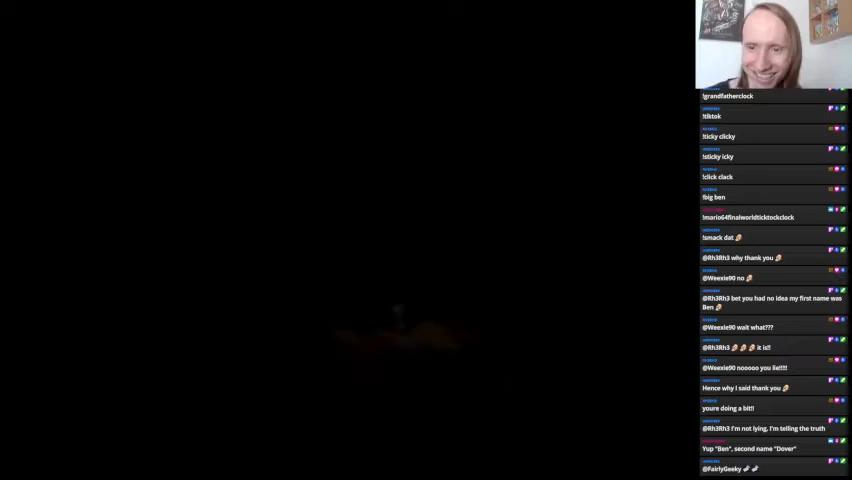 !grandfatherclock
!tiktok
!ticky clicky
!sticky icky
!click clack
!big ben
!mario64finalworldticktockclock
!smack dat
@Rh3Rh3 why thank you
@Weexie90 no
@Rh3Rh3 bet you had no idea my first name was
Ben
@Weexie90 wait what???
@Rh3Rh3 it is!!
@Weexie90 nooooo you lie!!!!!
Hence why I said thank you
youre doing a bit!!
@Rh3Rh3 I'm not lying, I'm telling the truth
Yup "Ben", second name "Dover"
@FairlyGeeky